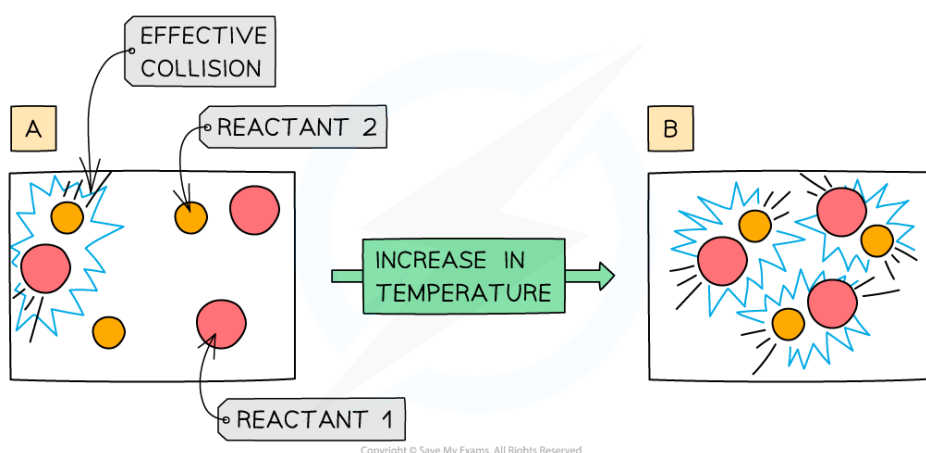 EFFECTIVE
COLLISION
A
REACTANT 2
B
INCREASE IN
TEMPERATURE
REACTANT 1
Copyright © Save My Exams. All Rights Reserved